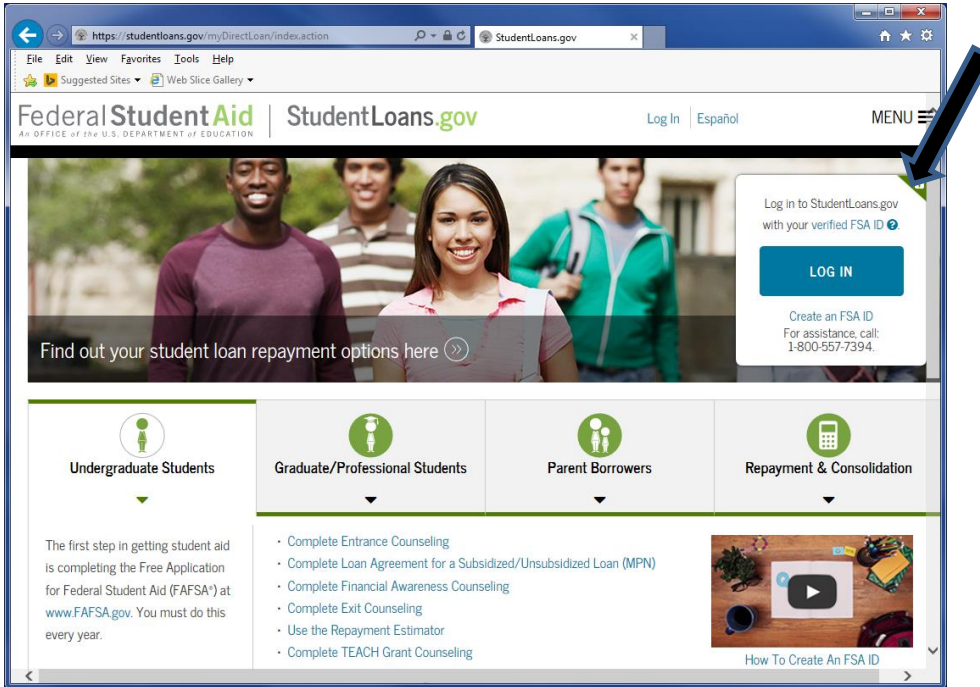 https://studentloans.gov/myDirectLoan/index.action
StudentLoans.gov
File Edit View Favorites Tools Help
Suggested Sites Web Slice Gallery
Federal Student Aid | StudentLoans.gov
An OFFICE of the U.S. DEPARTMENT of EDUCATION
Log In | Español
MENU
Log in to StudentLoans.gov
with your verified FSA ID ?.
LOG IN
Create an FSA ID
For assistance, call:
1-800-557-7394.
Find out your student loan repayment options here
Undergraduate Students
Graduate/Professional Students
Parent Borrowers
Repayment & Consolidation
The first step in getting student aid
is completing the Free Application
for Federal Student Aid (FAFSA®) at
www.FAFSA.gov. You must do this
every year.
· Complete Entrance Counseling
· Complete Loan Agreement for a Subsidized/Unsubsidized Loan (MPN)
· Complete Financial Awareness Counseling
· Complete Exit Counseling
· Use the Repayment Estimator
· Complete TEACH Grant Counseling
How To Create An FSA ID